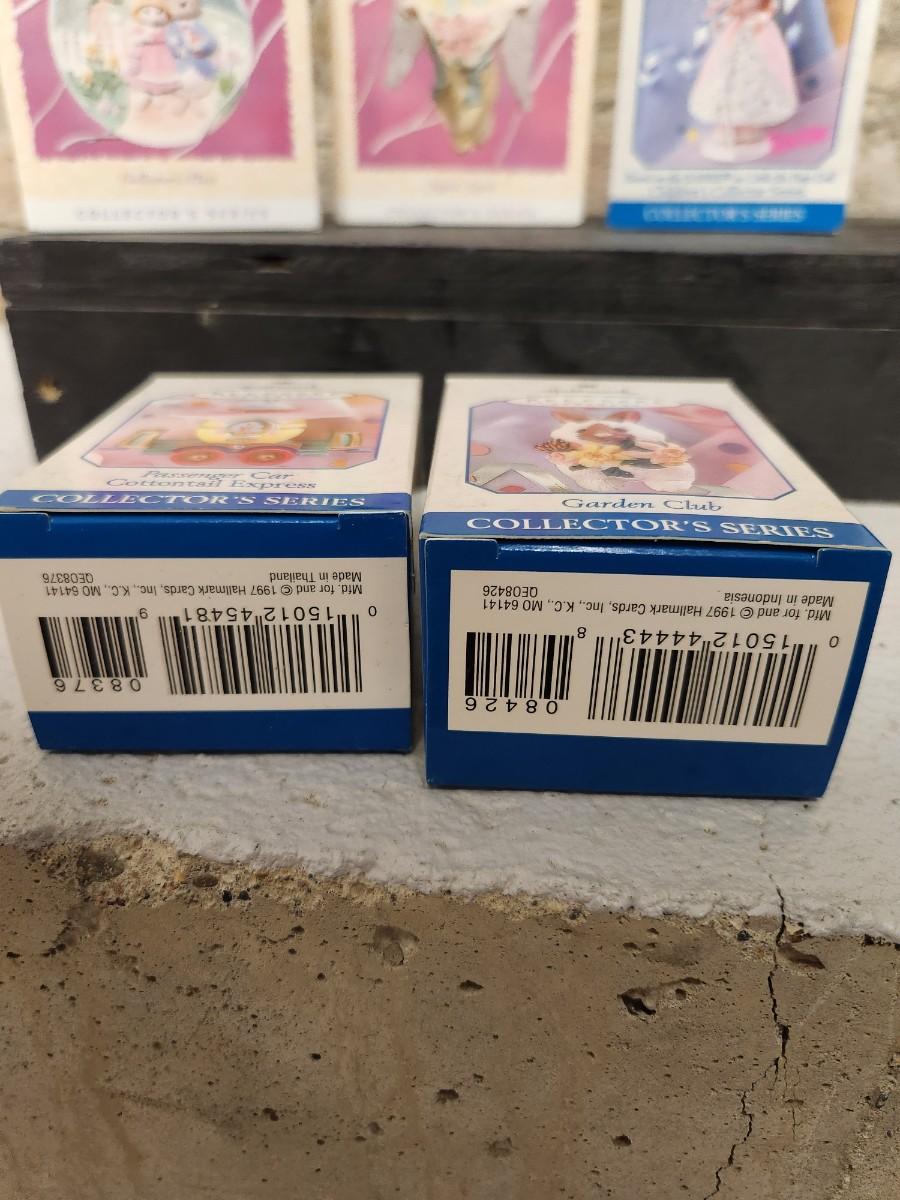 COLLECTOR'S SERIES
COLLECTOR'S SERIES
COLLECTOR'S SERIES
Passenger Car
Cottontail Express
COLLECTOR'S SERIES
Mfd. for and © 1997 Hallmark Cards, Inc., K.C., MO 64141
Made in Thailand QEO8376
0 15012 45481 9
08376
Garden Club
COLLECTOR'S SERIES
Mfd. for and © 1997 Hallmark Cards, Inc., K.C., MO 64141
Made in Indonesia QEO8426
0 15012 44443 8
08426